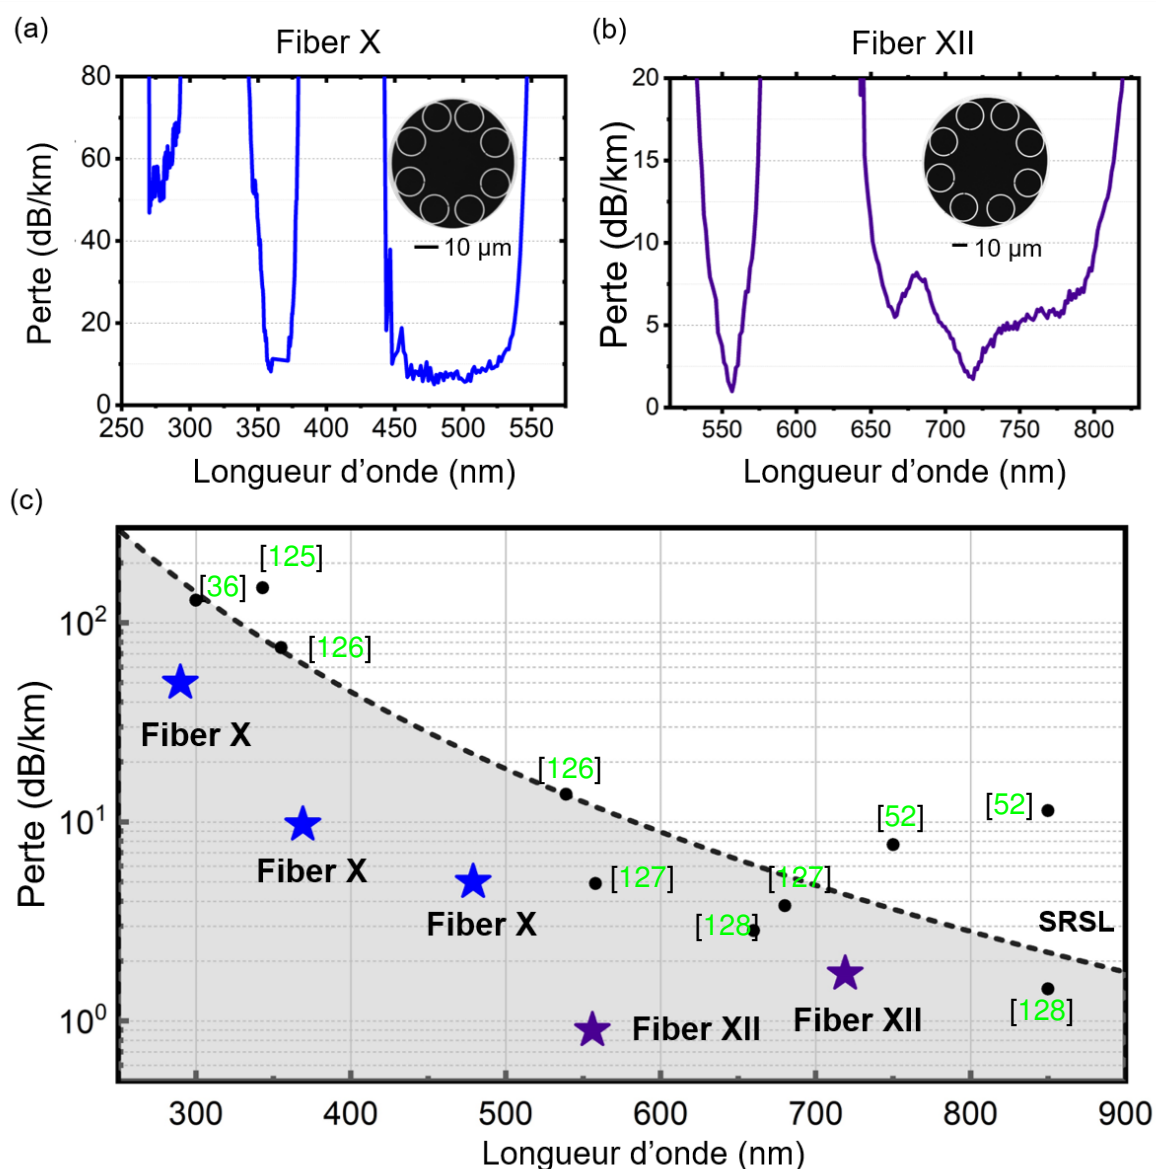 (a)
Fiber X
80
60
40
20
0
Perte (dB/km)
10 µm
250 300 350 400 450 500 550
Longueur d’onde (nm)
(b)
Fiber XII
20
15
10
5
0
Perte (dB/km)
10 µm
550 600 650 700 750 800
Longueur d’onde (nm)
(c)
10²
10¹
10⁰
Perte (dB/km)
[125]
[36]
[126]
Fiber X
[126]
[52]
[52]
Fiber X
[127]
[127]
Fiber X
[128]
SRSL
[128]
Fiber XII
Fiber XII
300 400 500 600 700 800 900
Longueur d’onde (nm)